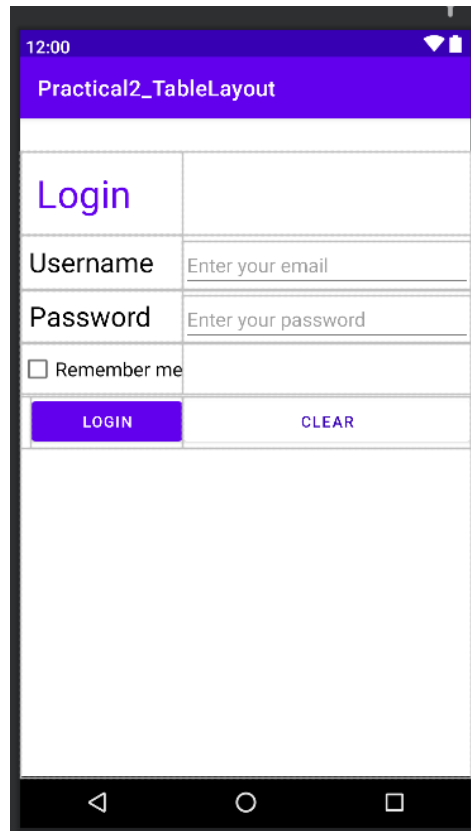 12:00
Practical2_TableLayout
Login
Username Enter your email
Password Enter your password
Remember me
LOGIN CLEAR